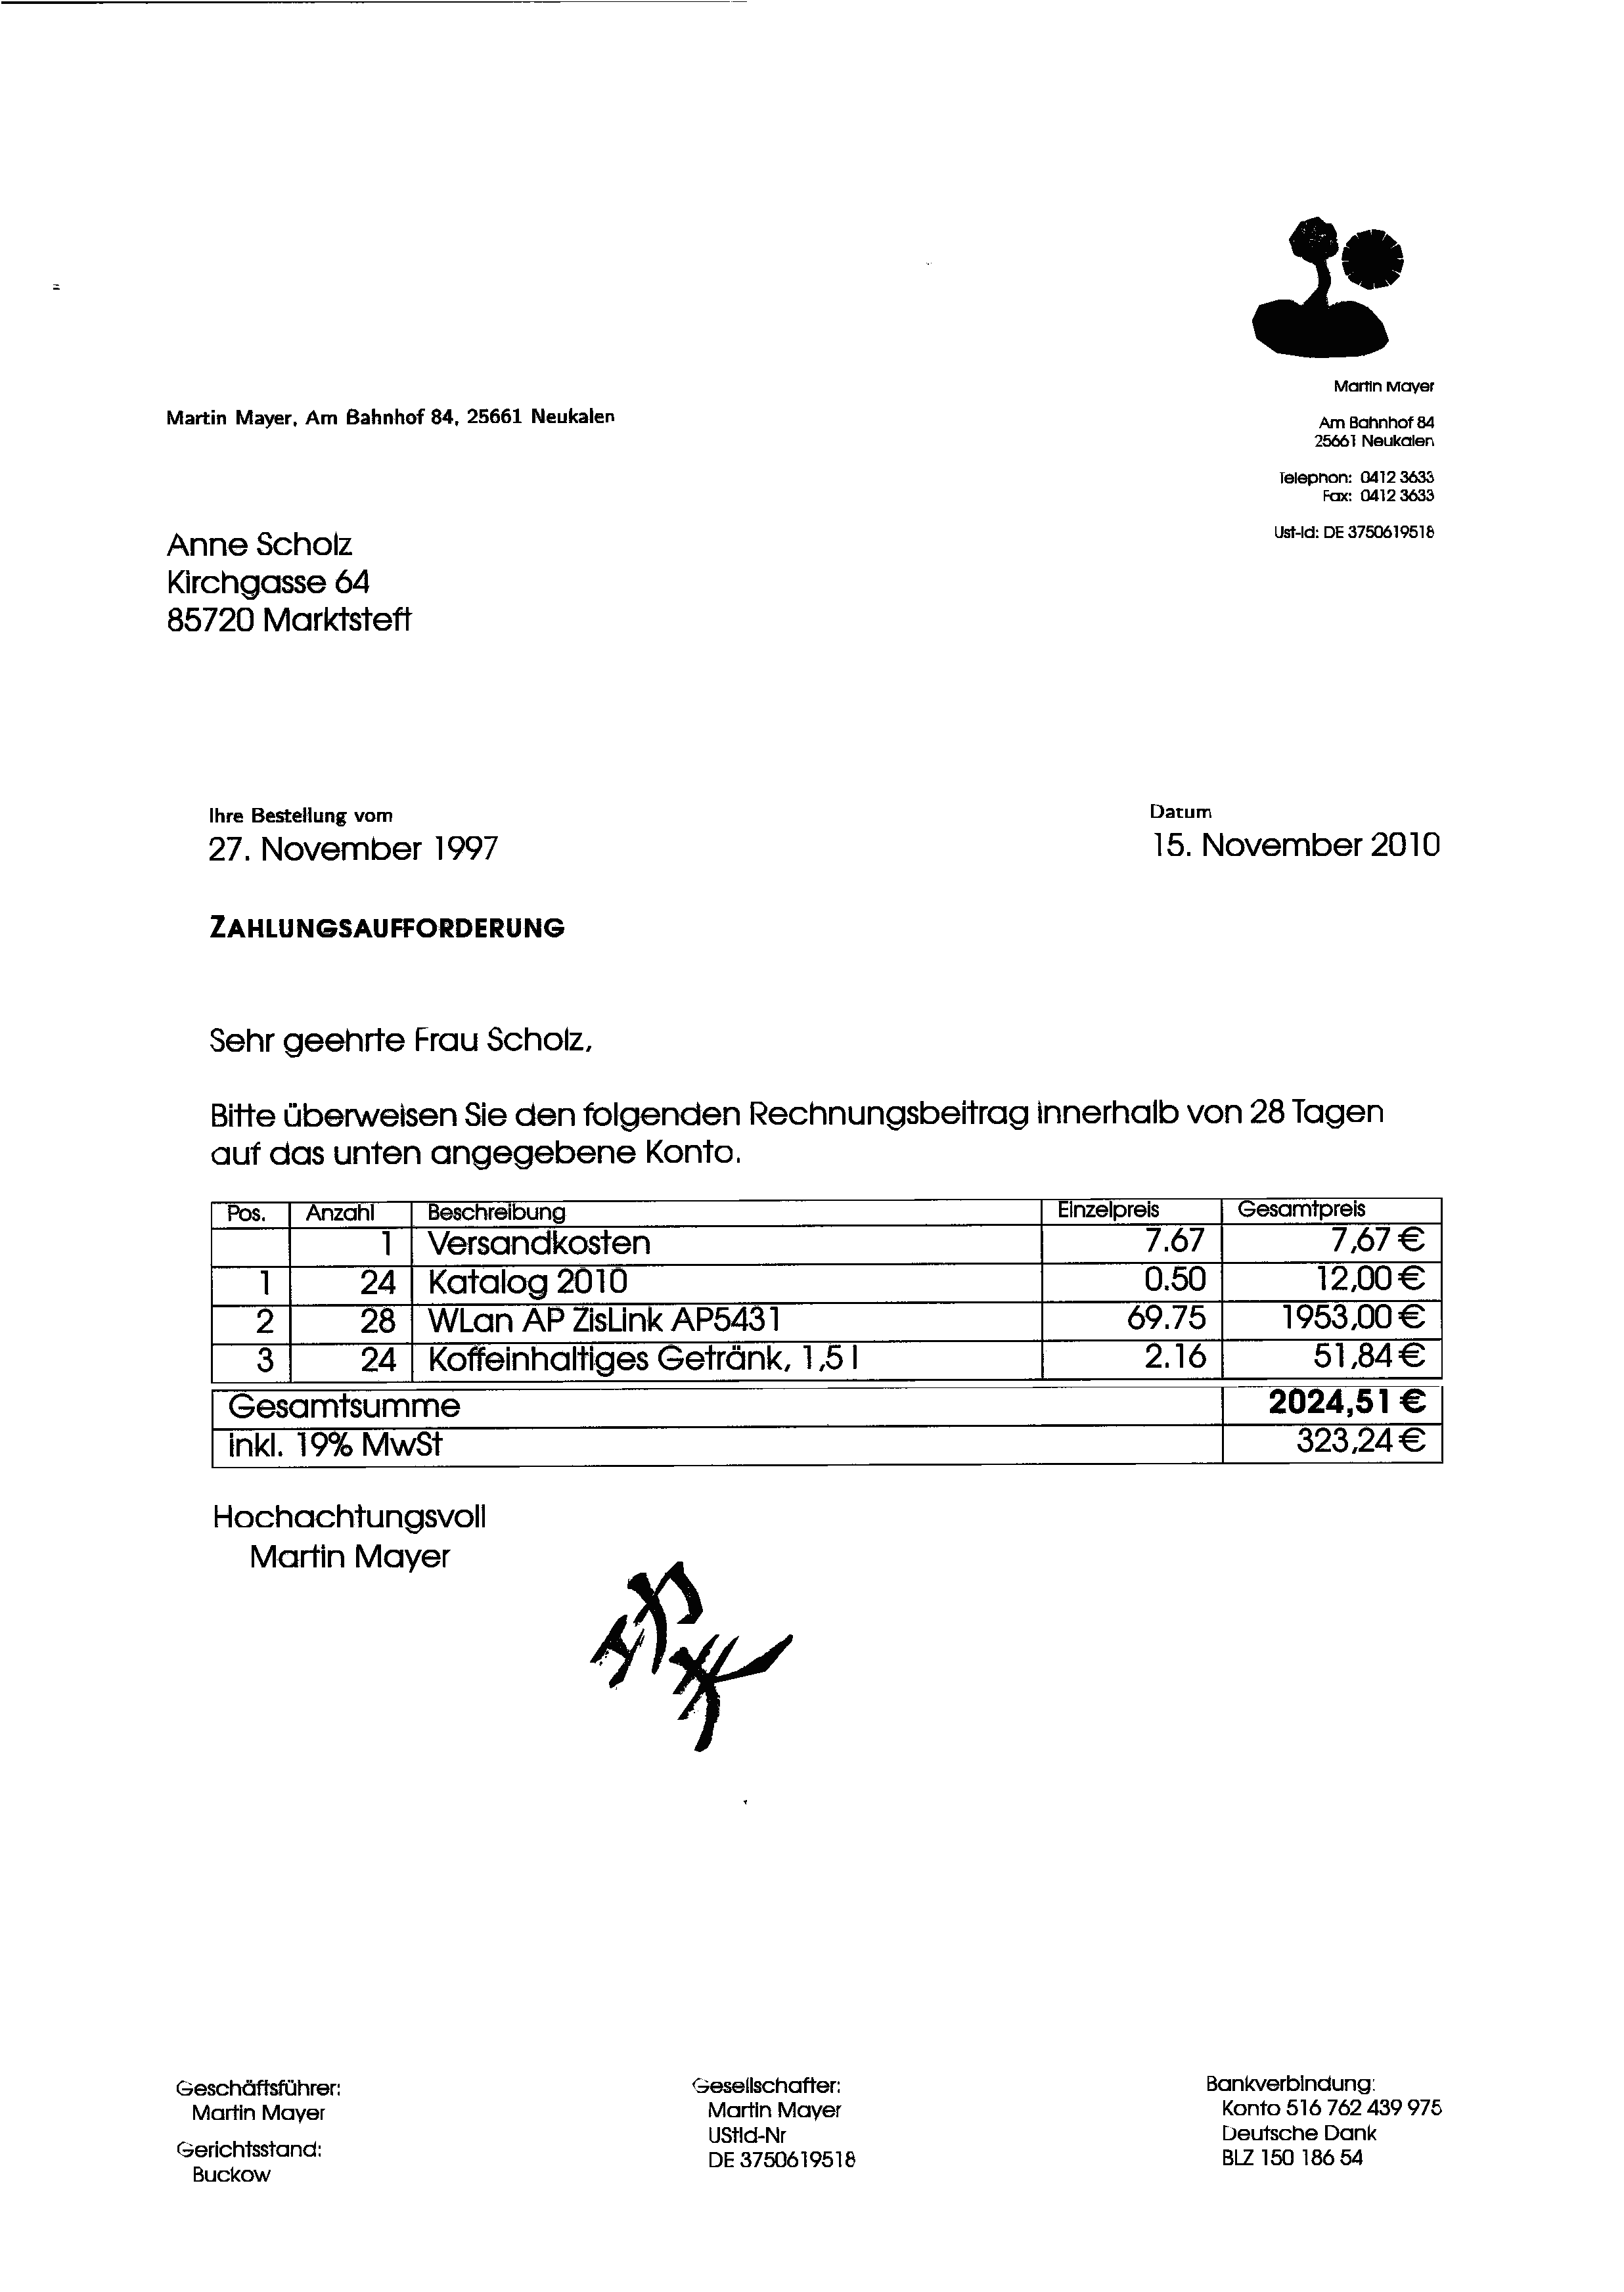 Martin Mayer
Am Bahnhof 84
25661 Neukalen
Telephon: 0412 3633
Fax: 0412 3633
Ust-Id: DE 3750619518
Martin Mayer, Am Bahnhof 84, 25661 Neukalen
Anne Scholz
Kirchgasse 64
85720 Marktsteft
Ihre Bestellung vom
27. November 1997
Datum
15. November 2010
ZAHLUNGSAUFFORDERUNG
Sehr geehrte Frau Scholz,
Bitte überweisen Sie den folgenden Rechnungsbeitrag innerhalb von 28 Tagen
auf das unten angegebene Konto.
Pos. Anzahl Beschreibung Einzelpreis Gesamtpreis
1 Versandkosten 7.67 7,67 €
1 24 Katalog 2010 0.50 12,00 €
2 28 WLan AP ZisLink AP5431 69.75 1953,00 €
3 24 Koffeinhaltiges Getränk, 1,5 l 2.16 51,84 €
Gesamtsumme 2024,51 €
inkl. 19% MwSt 323,24 €
Hochachtungsvoll
Martin Mayer
Geschäftsführer:
Martin Mayer
Gerichtsstand:
Buckow
Gesellschafter:
Martin Mayer
UStId-Nr
DE 3750619518
Bankverbindung:
Konto 516 762 439 975
Deutsche Dank
BLZ 150 186 54